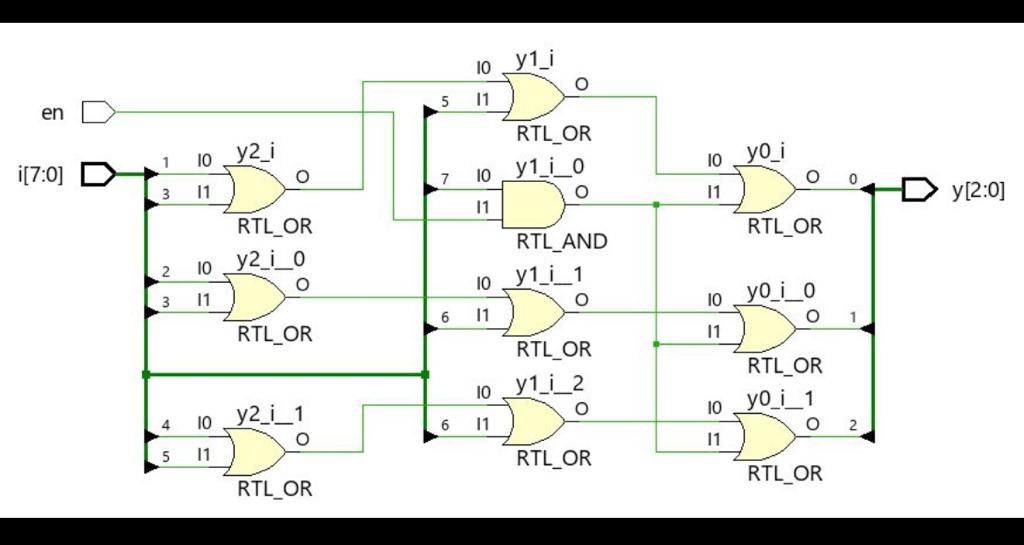 en
i[7:0]
1
I0
3
I1
y2_i
O
RTL_OR
2
I0
3
I1
y2_i__0
O
RTL_OR
4
I0
5
I1
y2_i__1
O
RTL_OR
I0
5
I1
y1_i
O
RTL_OR
7
I0
I1
y1_i__0
O
RTL_AND
I0
6
I1
y1_i__1
O
RTL_OR
I0
6
I1
y1_i__2
O
RTL_OR
I0
I1
y0_i
O
RTL_OR
0
I0
I1
y0_i__0
O
RTL_OR
1
I0
I1
y0_i__1
O
RTL_OR
2
y[2:0]